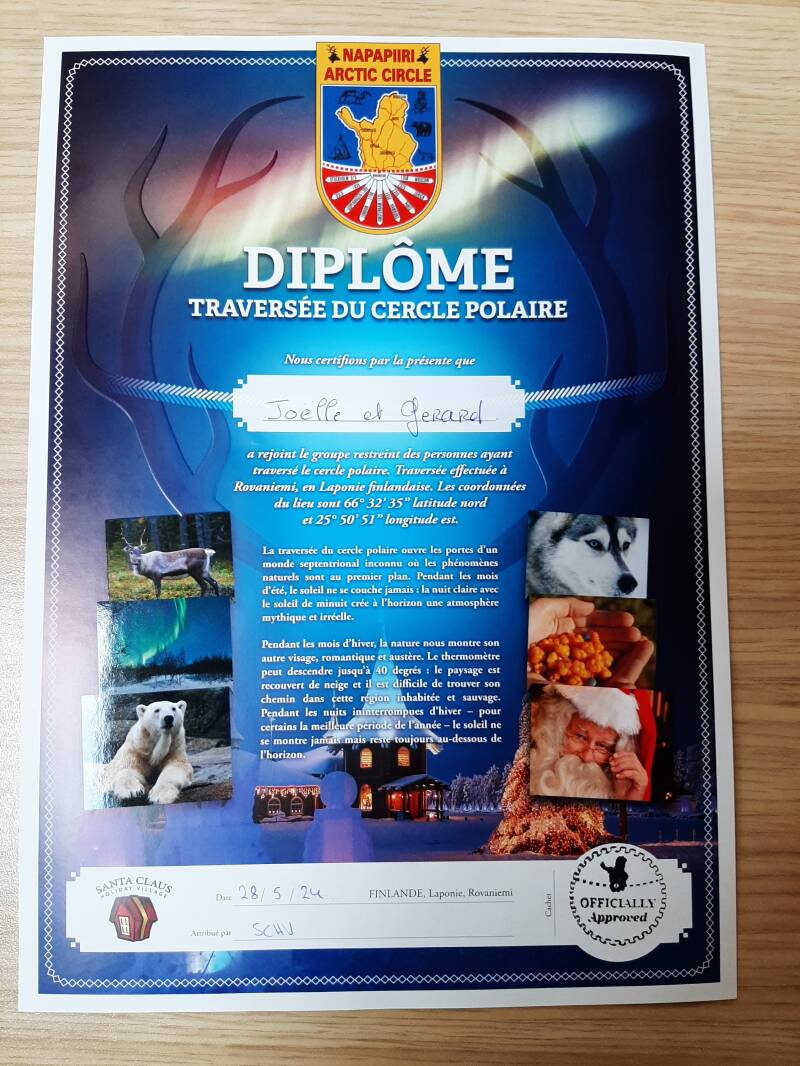 NAPAPIIRI
ARCTIC CIRCLE
DIPLÔME
TRAVERSÉE DU CERCLE POLAIRE
Nous certifions par la présente que
Joëlle et Gerard
a rejoint le groupe restreint des personnes ayant
traversé le cercle polaire. Traversée effectuée à
Rovaniemi, en Laponie finlandaise. Les coordonnées
du lieu sont 66° 32' 35" latitude nord
et 25° 50' 51" longitude est.
La traversée du cercle polaire ouvre les portes d'un
monde septentrional inconnu où les phénomènes
naturels sont au premier plan. Pendant les mois
d'été, le soleil ne se couche jamais : la nuit claire avec
le soleil de minuit crée à l'horizon une atmosphère
mythique et irréelle.
Pendant les mois d'hiver, la nature nous montre son
autre visage, romantique et austère. Le thermomètre
peut descendre jusqu'à 40 degrés : le paysage est
recouvert de neige et il est difficile de trouver son
chemin dans cette région inhabitée et sauvage.
Pendant les nuits ininterrompues d'hiver – pour
certains la meilleure période de l'année – le soleil ne
se montre jamais mais reste toujours au-dessous de
l'horizon.
SANTA CLAUS
HOLIDAY VILLAGE
Date 28/5/24 FINLANDE, Laponie, Rovaniemi
Attribué par SCHV
Cachet
OFFICIALLY
Approved